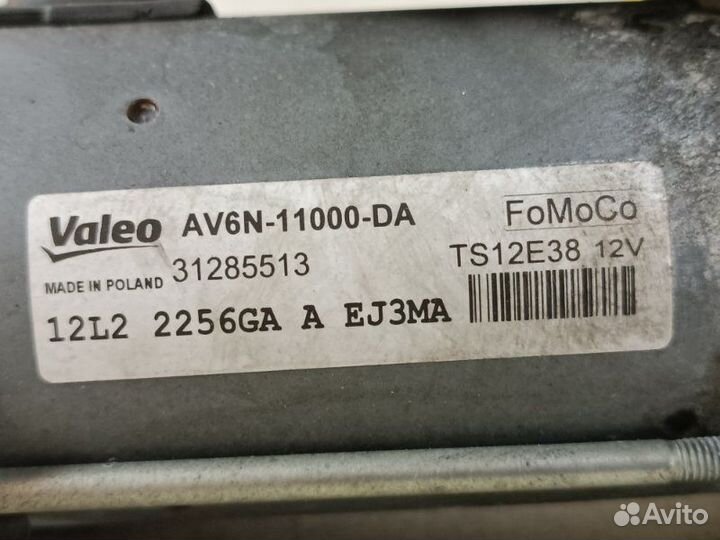 Valeo AV6N-11000-DA FoMoCo
MADE IN POLAND 31285513 TS12E38 12V
12L2 2256GA A EJ3MA
Avito